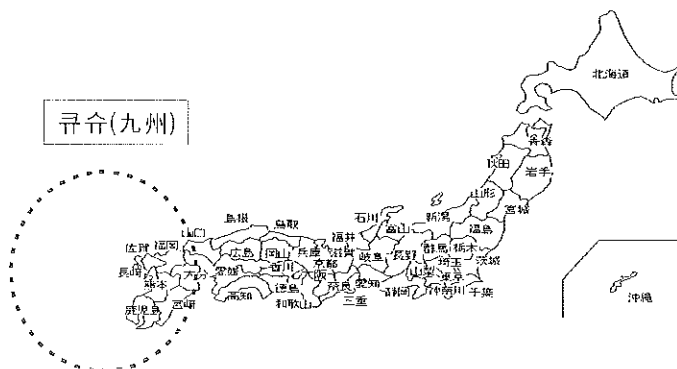 北海道
큐슈(九州)
青森
秋田
岩手
山形
宮城
石川
新潟
島根
鳥取
富山
福島
山口
福井
佐賀
福岡
広島
岡山
兵庫
京都
滋賀
岐阜
長野
群馬
栃木
茨城
埼玉
長崎
大分
愛媛
香川
大阪
奈良
愛知
山梨
東京
熊本
徳島
静岡
神奈川
千葉
高知
和歌山
三重
鹿児島
宮崎
沖縄